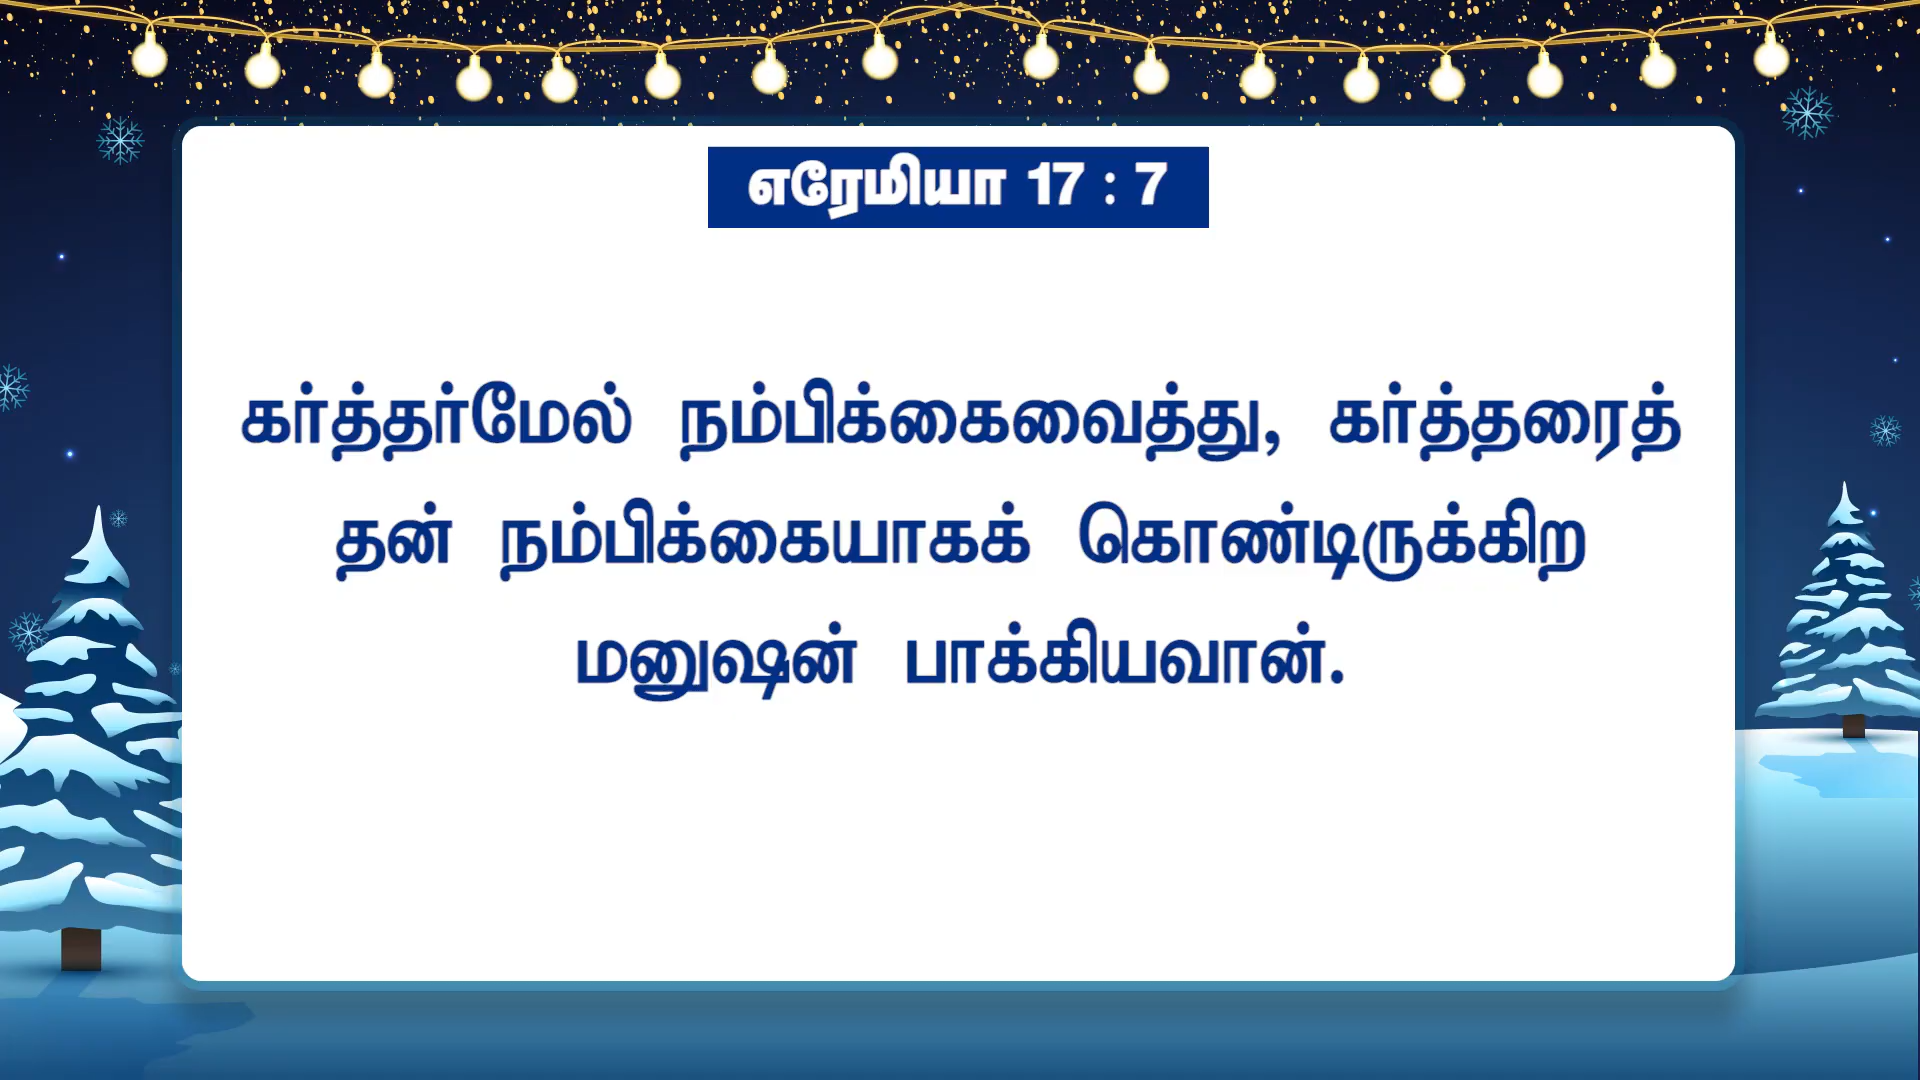 எரேமியா 17 : 7
கர்த்தர்மேல் நம்பிக்கைவைத்து, கர்த்தரைத்
தன் நம்பிக்கையாகக் கொண்டிருக்கிற
மனுஷன் பாக்கியவான்.